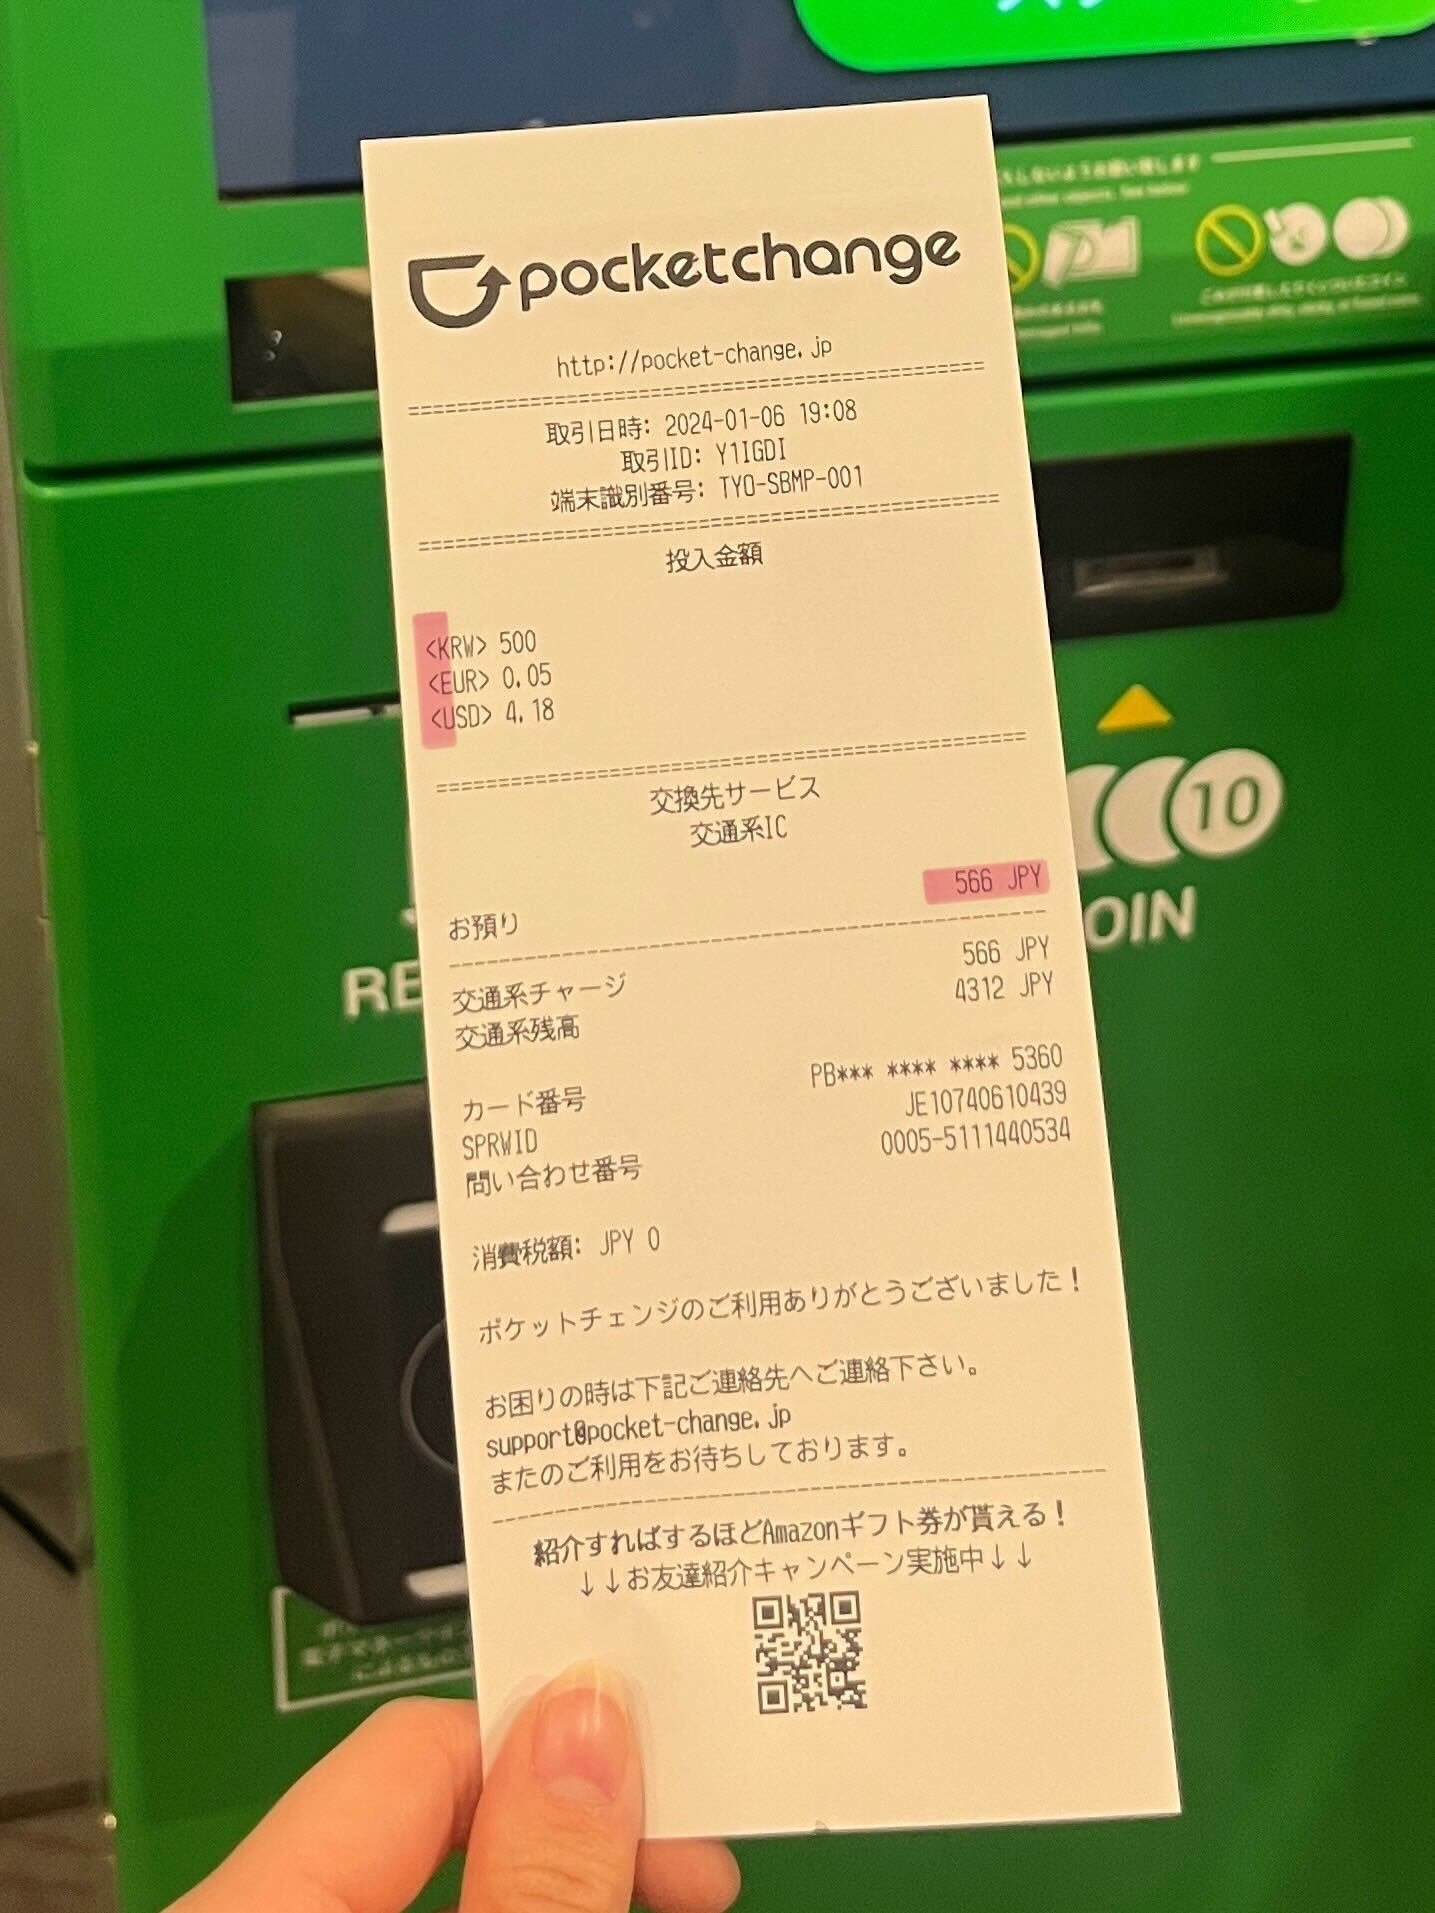 pocketchange
http://pocket-change.jp
取引日時: 2024-01-06 19:08
取引ID: Y1IGDI
端末識別番号: TYO-SBMP-001
投入金額
<KRW> 500
<EUR> 0.05
<USD> 4.18
交換先サービス
交通系IC
お預り 566 JPY
交通系チャージ 566 JPY
交通系残高 4312 JPY
カード番号 PB*** **** **** 5360
SPRWID JE10740610439
問い合わせ番号 0005-5111440534
消費税額: JPY 0
ポケットチェンジのご利用ありがとうございました！
お困りの時は下記ご連絡先へご連絡下さい。
support@pocket-change.jp
またのご利用をお待ちしております。
紹介すればするほどAmazonギフト券が貰える！
↓↓お友達紹介キャンペーン実施中↓↓
10
OIN
RE